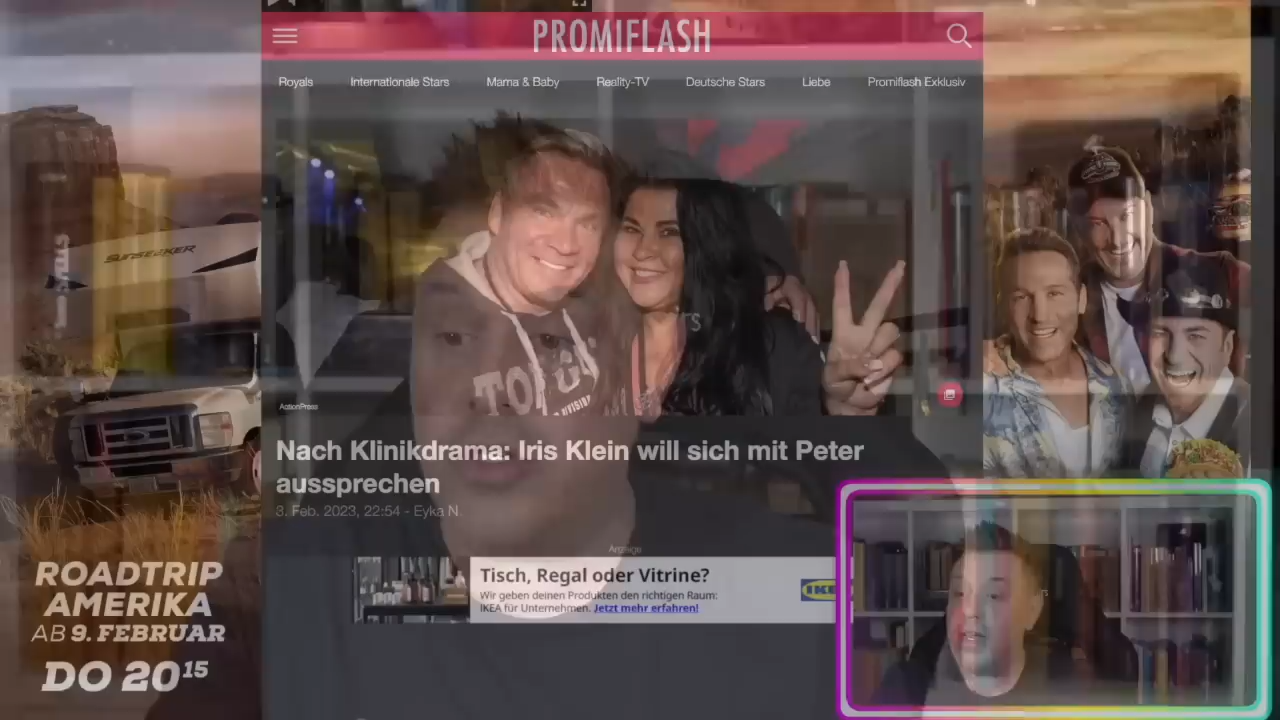 PROMIFLASH
Royals
Internationale Stars
Mama & Baby
Reality-TV
Deutsche Stars
Liebe
Promiflash Exklusiv
SUNSEEKER
ActionPress
Nach Klinikdrama: Iris Klein will sich mit Peter
aussprechen
3. Feb. 2023, 22:54 - Eyka N.
Anzeige
Tisch, Regal oder Vitrine?
Wir geben deinen Produkten den richtigen Raum:
IKEA für Unternehmen. Jetzt mehr erfahren!
ROADTRIP
AMERIKA
AB 9. FEBRUAR
DO 20¹⁵